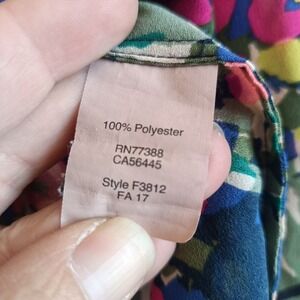 100% Polyester
RN77388
CA56445
Style F3812
FA 17